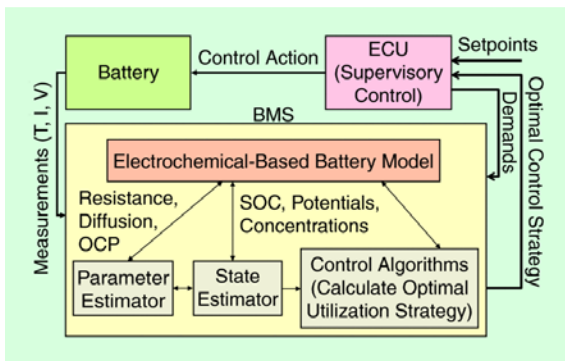 Battery
Control Action
ECU
(Supervisory
Control)
Setpoints
Measurements (T, I, V)
Demands
Optimal Control Strategy
BMS
Electrochemical-Based Battery Model
Resistance,
Diffusion,
OCP
SOC, Potentials,
Concentrations
Parameter
Estimator
State
Estimator
Control Algorithms
(Calculate Optimal
Utilization Strategy)